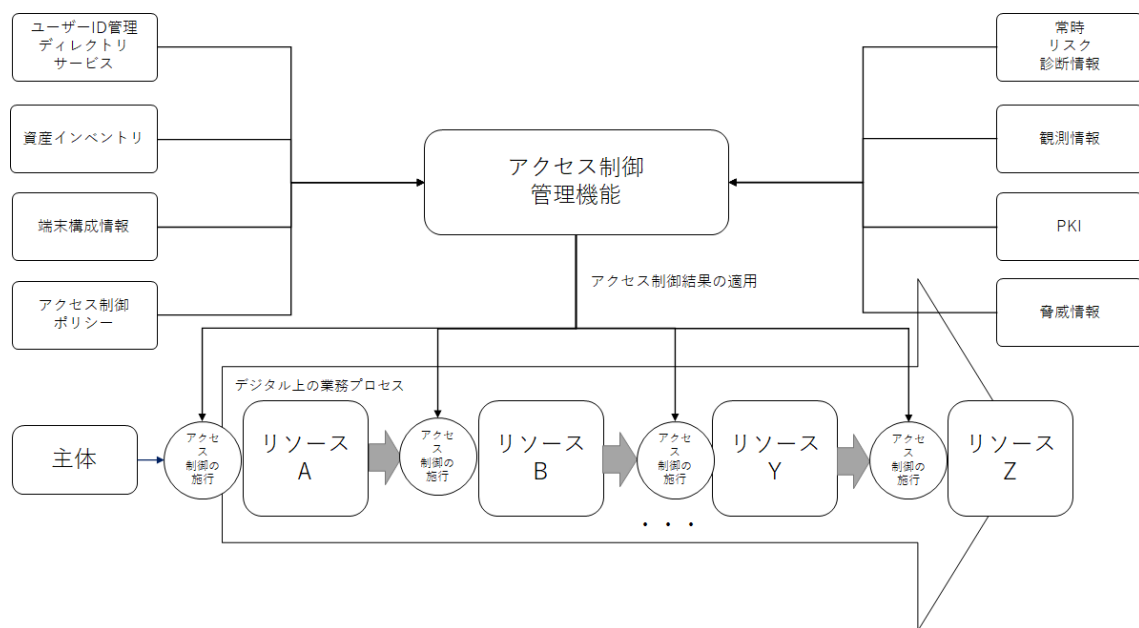 ユーザーID管理
ディレクトリ
サービス
資産インベントリ
端末構成情報
アクセス制御
ポリシー
アクセス制御
管理機能
常時
リスク
診断情報
観測情報
PKI
脅威情報
アクセス制御結果の適用
デジタル上の業務プロセス
主体
アクセ
ス
制御の
施行
リソース
A
アクセ
ス
制御の
施行
リソース
B
アクセ
ス
制御の
施行
リソース
Y
アクセ
ス
制御の
施行
リソース
Z
・・・